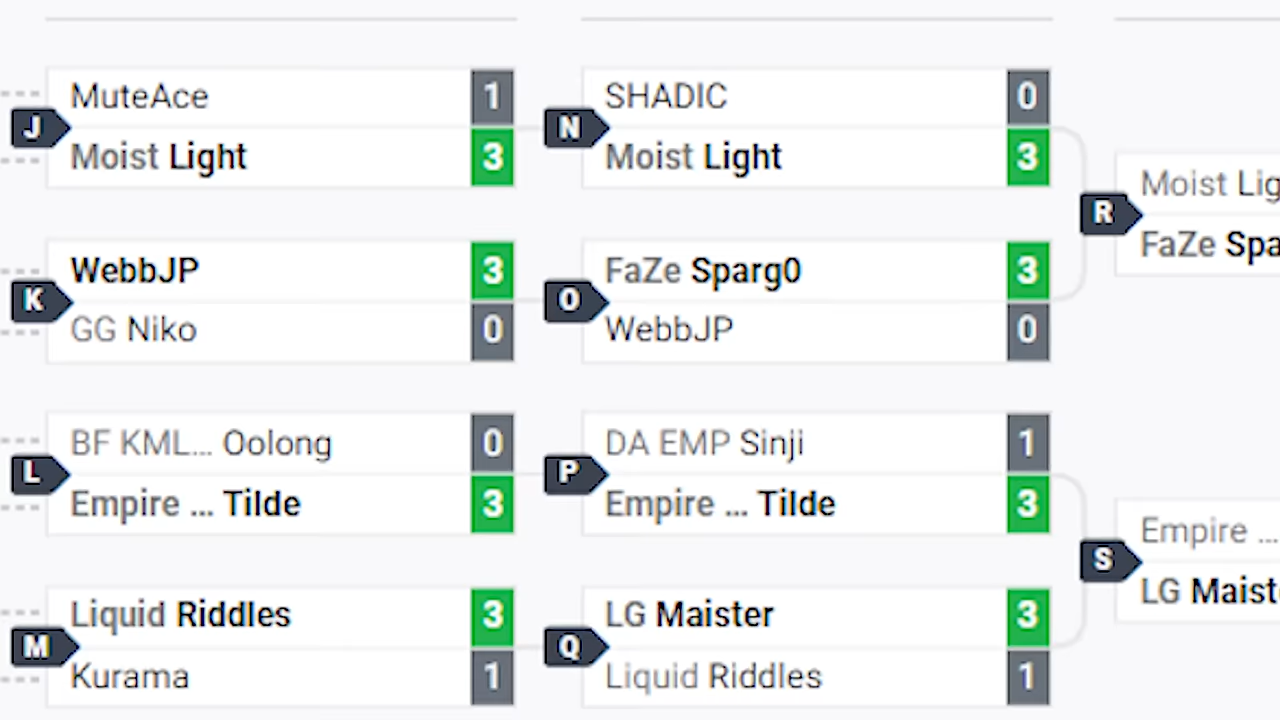 MuteAce 1
J
Moist Light 3
WebbJP 3
K
GG Niko 0
BF KML... Oolong 0
L
Empire ... Tilde 3
Liquid Riddles 3
M
Kurama 1
SHADIC 0
N
Moist Light 3
FaZe Sparg0 3
O
WebbJP 0
DA EMP Sinji 1
P
Empire ... Tilde 3
LG Maister 3
Q
Liquid Riddles 1
Moist Lig
R
FaZe Spa
Empire ...
S
LG Maist